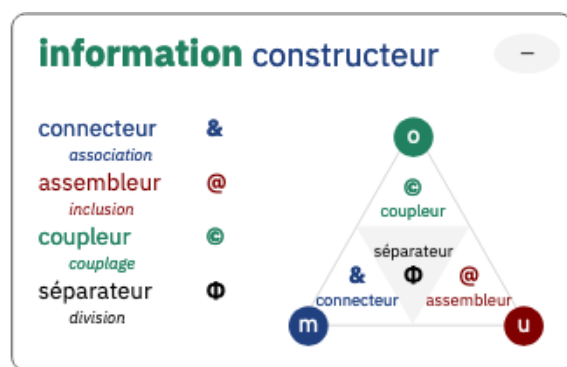 information constructeur
−
connecteur &
association
assembleur @
inclusion
coupleur ©
couplage
séparateur Φ
division
o
©
coupleur
séparateur
& Φ @
connecteur assembleur
m u